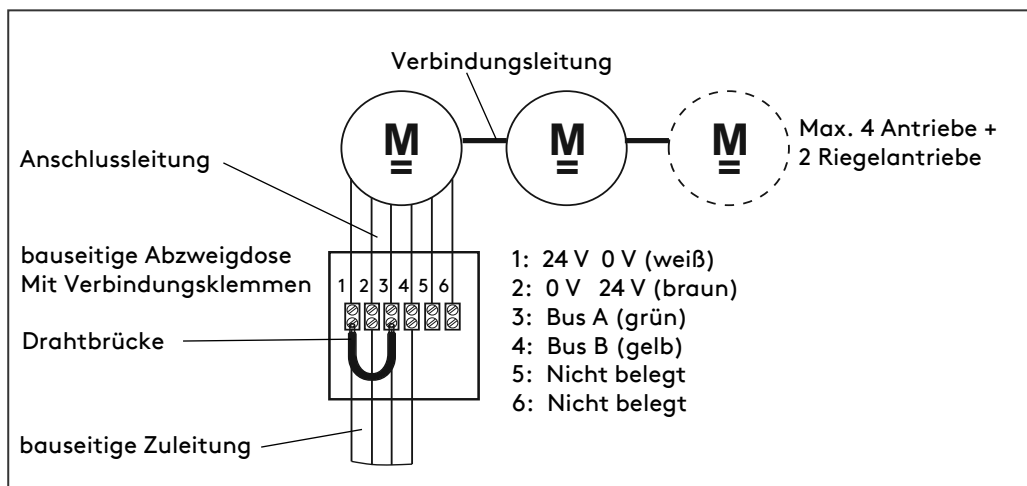 Verbindungsleitung
M
M
M
Max. 4 Antriebe +
2 Riegelantriebe
Anschlussleitung
bauseitige Abzweigdose
Mit Verbindungsklemmen
1 2 3 4 5 6
Drahtbrücke
bauseitige Zuleitung
1: 24 V 0 V (weiß)
2: 0 V 24 V (braun)
3: Bus A (grün)
4: Bus B (gelb)
5: Nicht belegt
6: Nicht belegt